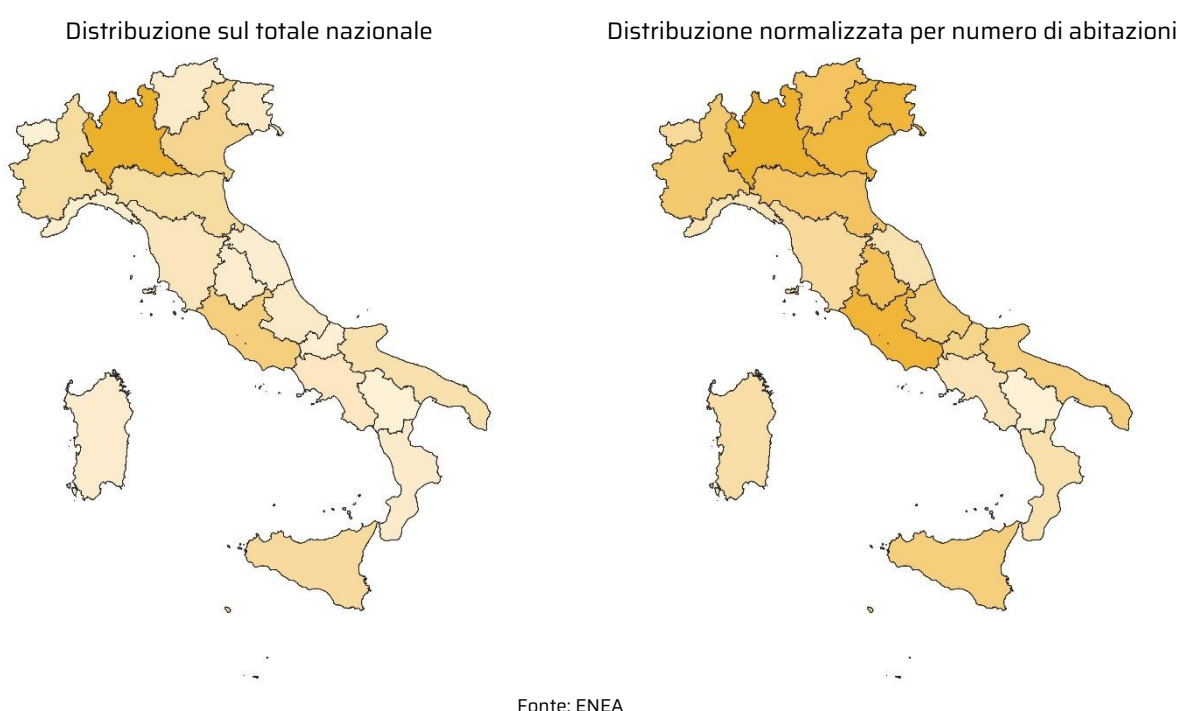 Distribuzione sul totale nazionale
Distribuzione normalizzata per numero di abitazioni
Fonte: ENEA